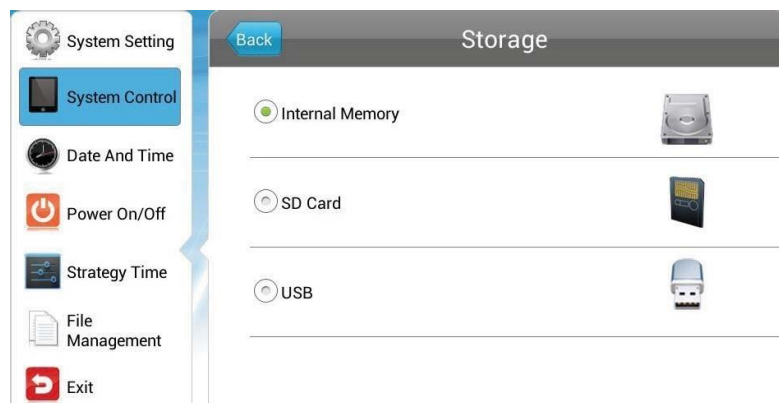 System Setting
System Control
Date And Time
Power On/Off
Strategy Time
File
Management
Exit
Back
Storage
Internal Memory
SD Card
USB